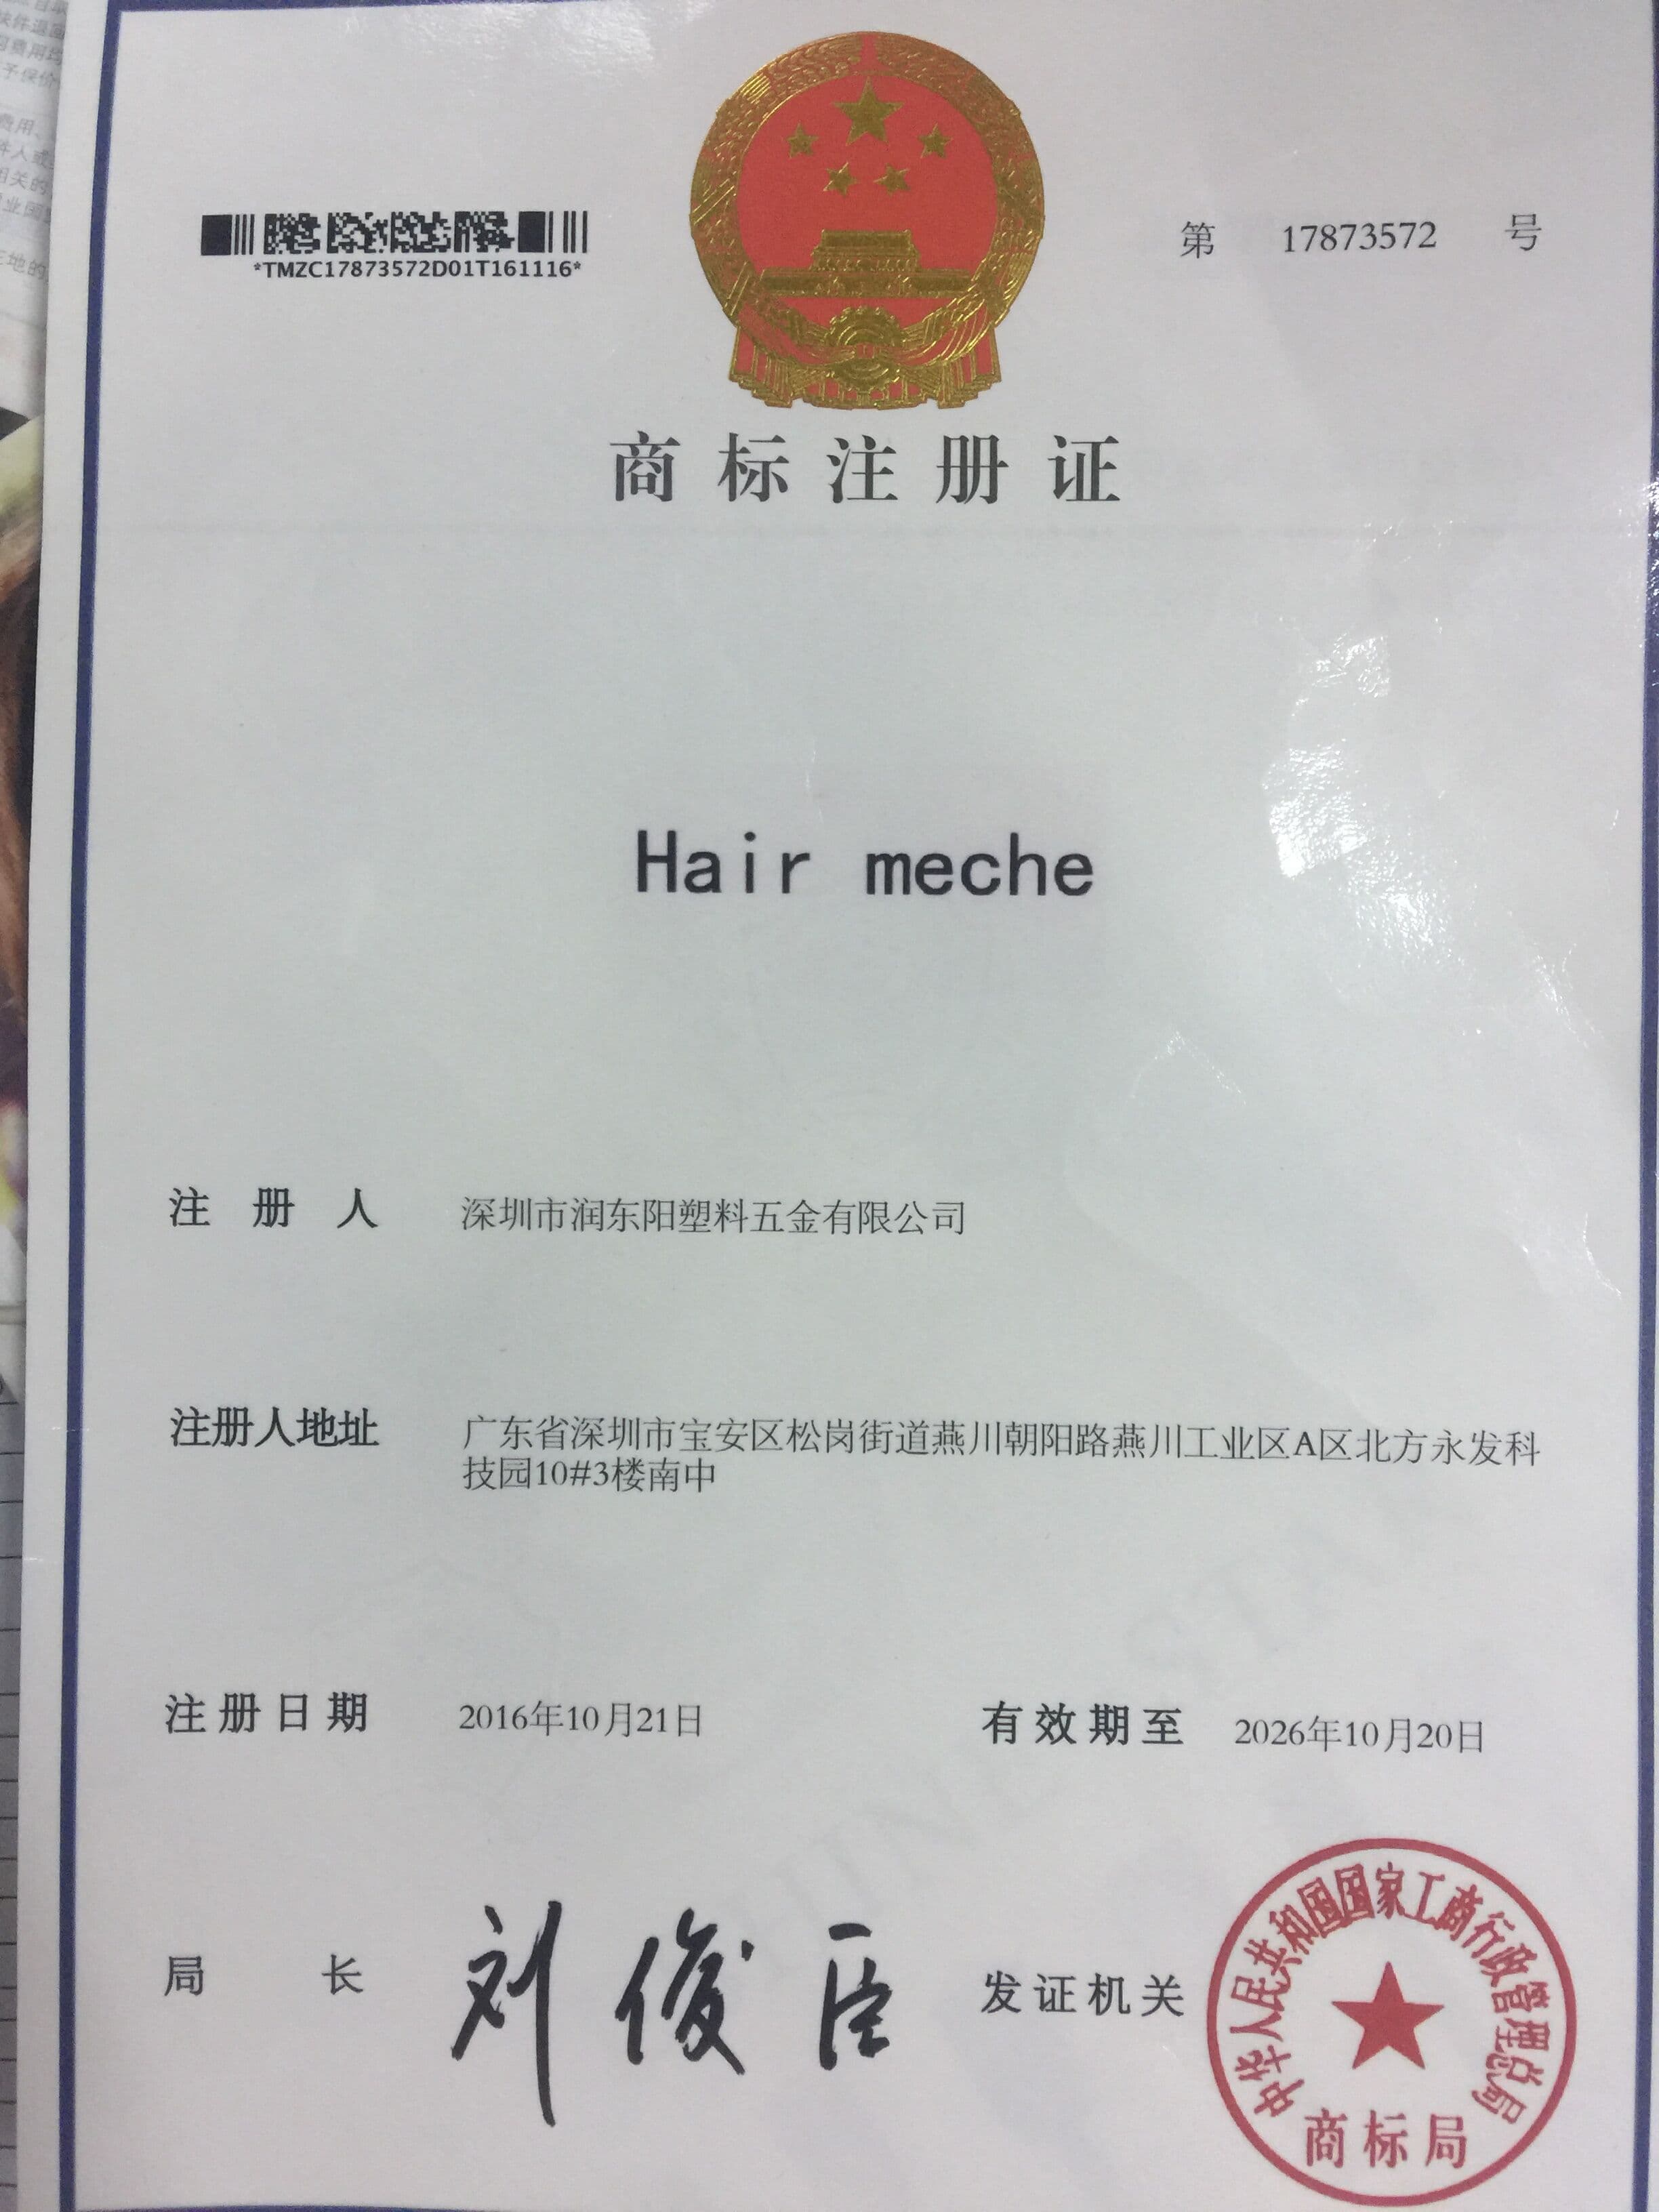 *TMZC17873572D01T161116*
第 17873572 号
商标注册证
Hair meche
注册人 深圳市润东阳塑料五金有限公司
注册人地址 广东省深圳市宝安区松岗街道燕川朝阳路燕川工业区A区北方永发科
技园10#3楼南中
注册日期 2016年10月21日 有效期至 2026年10月20日
局长 刘俊臣 发证机关
中华人民共和国国家工商行政管理总局
商标局